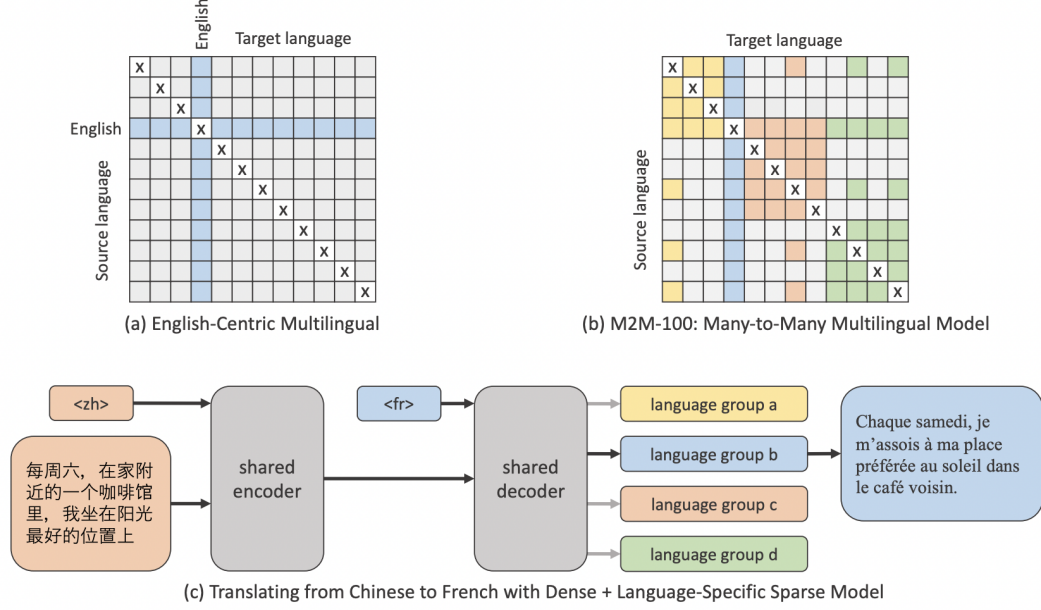 English
Target language
English
Source language
X
X
X
X
X
X
X
X
X
X
X
X
(a) English-Centric Multilingual
Target language
Source language
X
X
X
X
X
X
X
X
X
X
X
X
(b) M2M-100: Many-to-Many Multilingual Model
<zh>
每周六，在家附
近的一个咖啡馆
里，我坐在阳光
最好的位置上
shared
encoder
<fr>
shared
decoder
language group a
language group b
language group c
language group d
Chaque samedi, je
m’assois à ma place
préférée au soleil dans
le café voisin.
(c) Translating from Chinese to French with Dense + Language-Specific Sparse Model